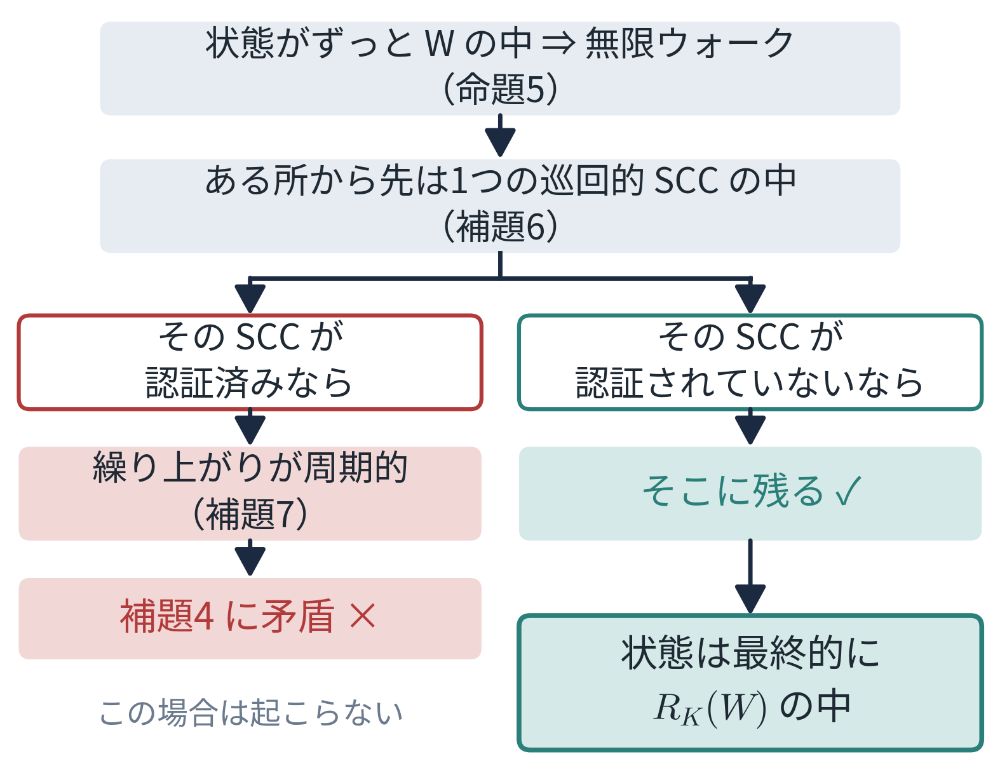 状態がずっと W の中 ⇒ 無限ウォーク
（命題5）
ある所から先は1つの巡回的 SCC の中
（補題6）
その SCC が
認証済みなら
その SCC が
認証されていないなら
繰り上がりが周期的
（補題7）
そこに残る ✓
補題4 に矛盾 ×
状態は最終的に
R_K(W) の中
この場合は起こらない